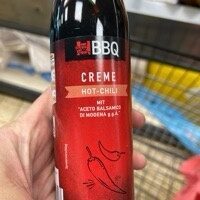 BBQ
CREME
HOT-CHILI
MIT
"ACETO BALSAMICO
DI MODENA g.g.A."